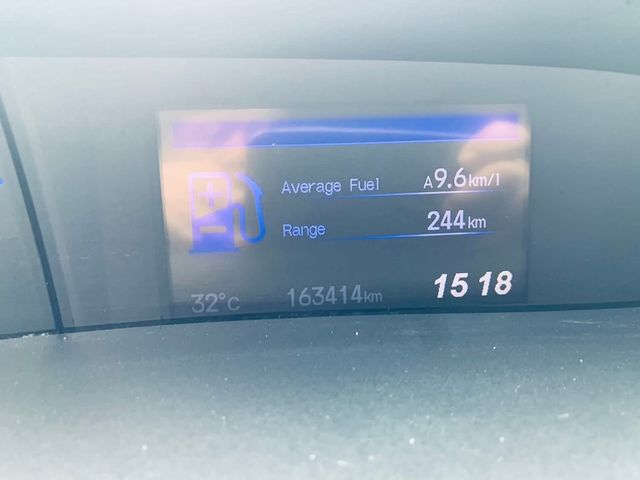 Average Fuel A9.6km/l
Range 244km
32°C 163414km 15 18